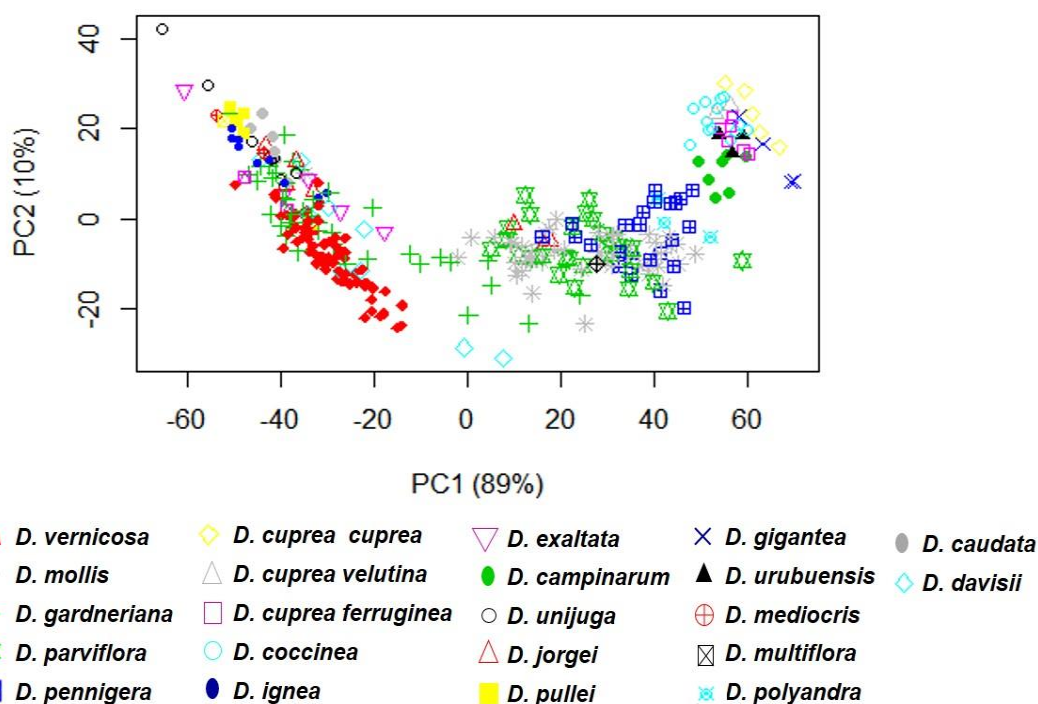 40
20
0
-20
PC2 (10%)
-60 -40 -20 0 20 40 60
PC1 (89%)
D. vernicosa
D. mollis
D. gardneriana
D. parviflora
D. pennigera
D. cuprea cuprea
D. cuprea velutina
D. cuprea ferruginea
D. coccinea
D. ignea
D. exaltata
D. campinarum
D. unijuga
D. jorgei
D. pullei
D. gigantea
D. urubuensis
D. mediocris
D. multiflora
D. polyandra
D. caudata
D. davisii